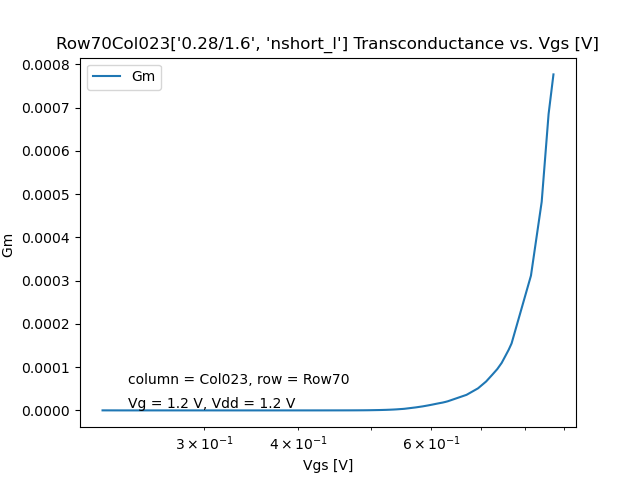 Row70Col023['0.28/1.6', 'nshort_l'] Transconductance vs. Vgs [V]
Gm
0.0008
0.0007
0.0006
0.0005
0.0004
0.0003
0.0002
0.0001
0.0000
Gm
column = Col023, row = Row70
Vg = 1.2 V, Vdd = 1.2 V
3 × 10⁻¹ 4 × 10⁻¹ 6 × 10⁻¹
Vgs [V]